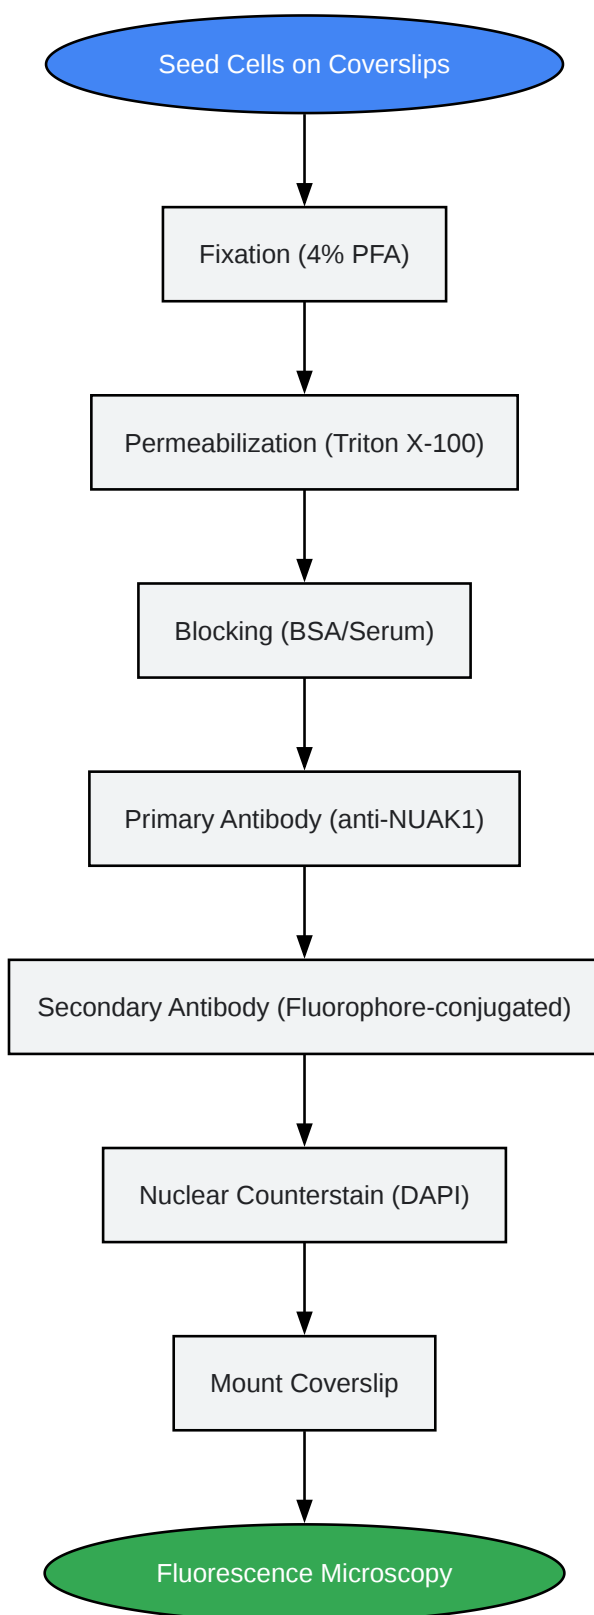 Seed Cells on Coverslips
Fixation (4% PFA)
Permeabilization (Triton X-100)
Blocking (BSA/Serum)
Primary Antibody (anti-NUAK1)
Secondary Antibody (Fluorophore-conjugated)
Nuclear Counterstain (DAPI)
Mount Coverslip
Fluorescence Microscopy